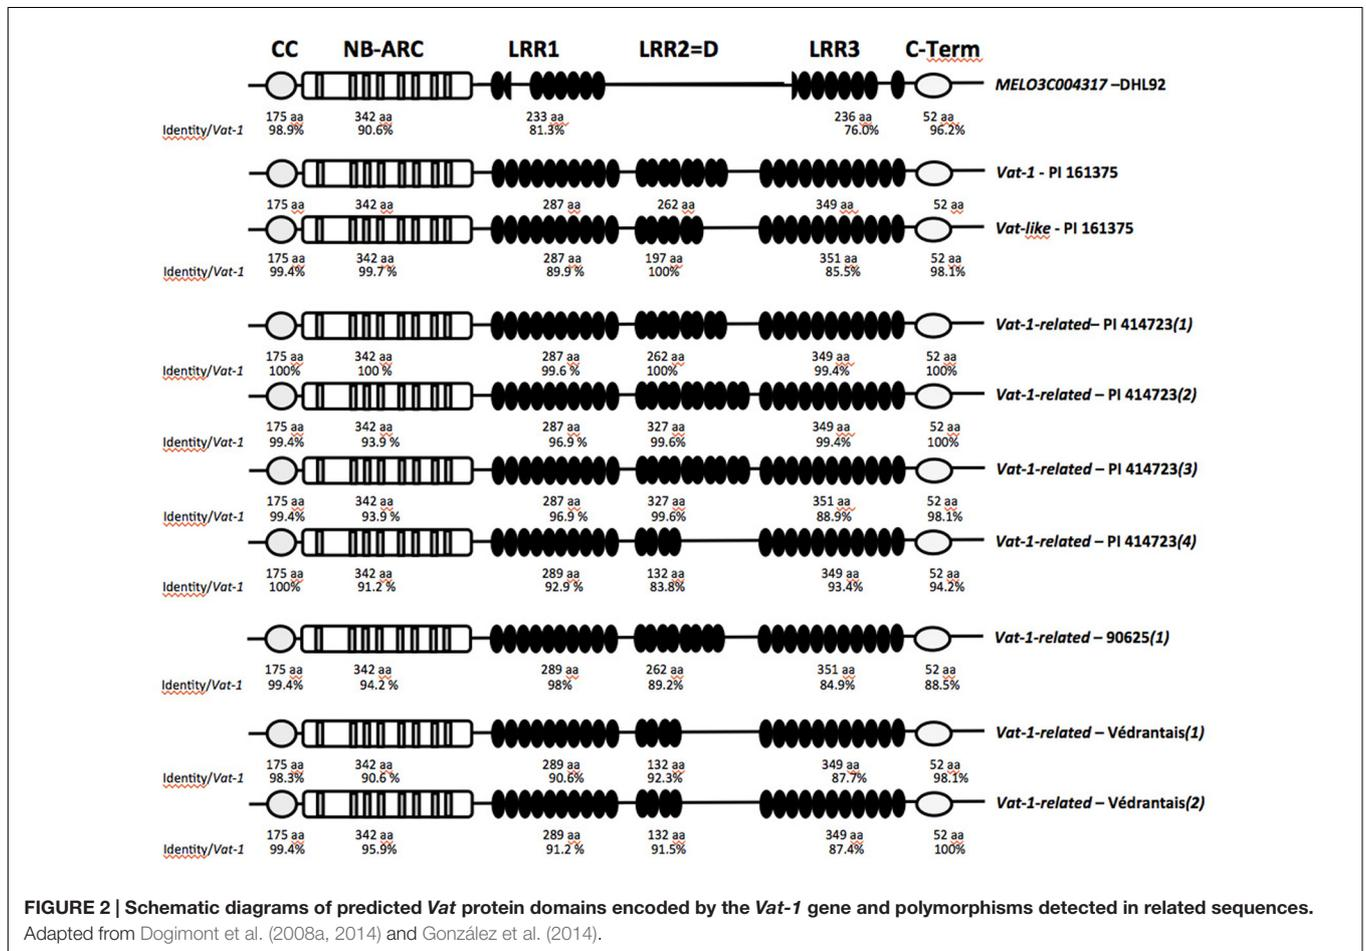 CC NB-ARC LRR1 LRR2=D LRR3 C-Term
MELO3C004317 –DHL92
175 aa 342 aa 233 aa 236 aa 52 aa
Identity/Vat-1 98.9% 90.6% 81.3% 76.0% 96.2%
Vat-1 - PI 161375
175 aa 342 aa 287 aa 262 aa 349 aa 52 aa
Vat-like - PI 161375
175 aa 342 aa 287 aa 197 aa 351 aa 52 aa
Identity/Vat-1 99.4% 99.7 % 89.9 % 100% 85.5% 98.1%
Vat-1-related– PI 414723(1)
175 aa 342 aa 287 aa 262 aa 349 aa 52 aa
Identity/Vat-1 100% 100 % 99.6 % 100% 99.4% 100%
Vat-1-related – PI 414723(2)
175 aa 342 aa 287 aa 327 aa 349 aa 52 aa
Identity/Vat-1 99.4% 93.9 % 96.9 % 99.6% 99.4% 100%
Vat-1-related – PI 414723(3)
175 aa 342 aa 287 aa 327 aa 351 aa 52 aa
Identity/Vat-1 99.4% 93.9 % 96.9 % 99.6% 88.9% 98.1%
Vat-1-related – PI 414723(4)
175 aa 342 aa 289 aa 132 aa 349 aa 52 aa
Identity/Vat-1 100% 91.2 % 92.9 % 83.8% 93.4% 94.2%
Vat-1-related – 90625(1)
175 aa 342 aa 289 aa 262 aa 351 aa 52 aa
Identity/Vat-1 99.4% 94.2 % 98% 89.2% 84.9% 88.5%
Vat-1-related – Védrantais(1)
175 aa 342 aa 289 aa 132 aa 349 aa 52 aa
Identity/Vat-1 98.3% 90.6 % 90.6% 92.3% 87.7% 98.1%
Vat-1-related – Védrantais(2)
175 aa 342 aa 289 aa 132 aa 349 aa 52 aa
Identity/Vat-1 99.4% 95.9% 91.2 % 91.5% 87.4% 100%
FIGURE 2 | Schematic diagrams of predicted Vat protein domains encoded by the Vat-1 gene and polymorphisms detected in related sequences.
Adapted from Dogimont et al. (2008a, 2014) and González et al. (2014).